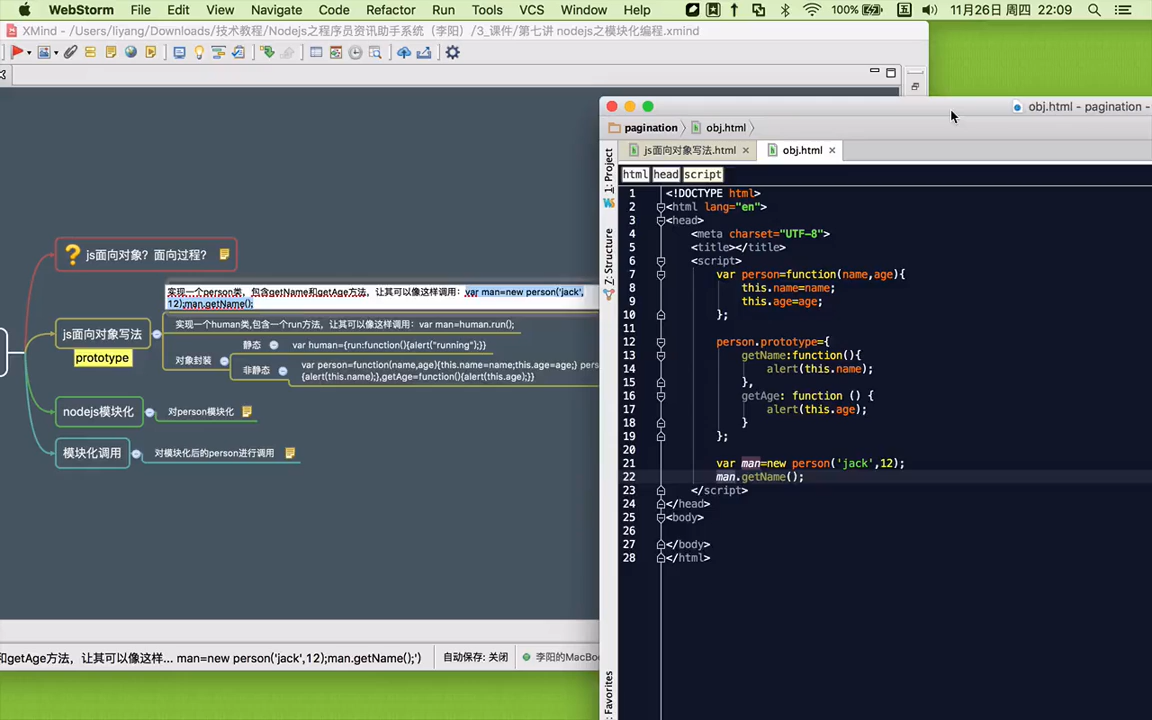 WebStorm File Edit View Navigate Code Refactor Run Tools VCS Window Help 100% 五 11月26日 周四 22:09
XMind - /Users/liyang/Downloads/技术教程/Nodejs之程序员资讯助手系统（李阳）/3_课件/第七讲 nodejs之模块化编程.xmind
js面向对象？面向过程？
实现一个person类，包含getName和getAge方法，让其可以像这样调用：var man=new person('jack',
12);man.getName();
js面向对象写法
prototype
实现一个human类,包含一个run方法，让其可以像这样调用：var man=human.run();
对象封装
静态
var human={run:function(){alert("running");}}
非静态
var person=function(name,age){this.name=name;this.age=age;} person
{alert(this.name);},getAge=function(){alert(this.age);}}
nodejs模块化
对person模块化
模块化调用
对模块化后的person进行调用
和getAge方法，让其可以像这样... man=new person('jack',12);man.getName();')
自动保存: 关闭
李阳的MacBoo
obj.html - pagination -
pagination obj.html
js面向对象写法.html
obj.html
html head script
1: Project
Z: Structure
Favorites
1 <!DOCTYPE html>
2 <html lang="en">
3 <head>
4 <meta charset="UTF-8">
5 <title></title>
6 <script>
7 var person=function(name,age){
8 this.name=name;
9 this.age=age;
10 };
11
12 person.prototype={
13 getName:function(){
14 alert(this.name);
15 },
16 getAge: function () {
17 alert(this.age);
18 }
19 };
20
21 var man=new person('jack',12);
22 man.getName();
23 </script>
24 </head>
25 <body>
26
27 </body>
28 </html>